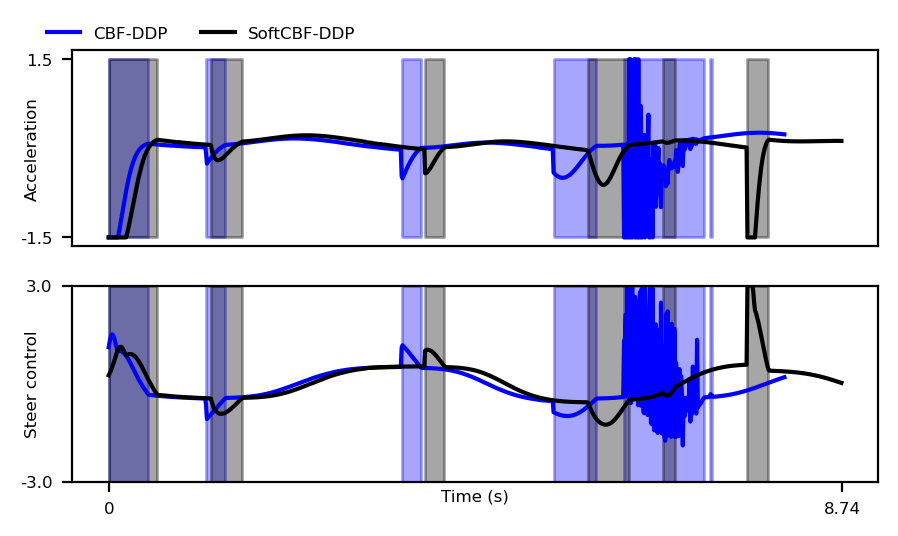 CBF-DDP SoftCBF-DDP
1.5
Acceleration
-1.5
3.0
Steer control
-3.0
Time (s)
0 8.74